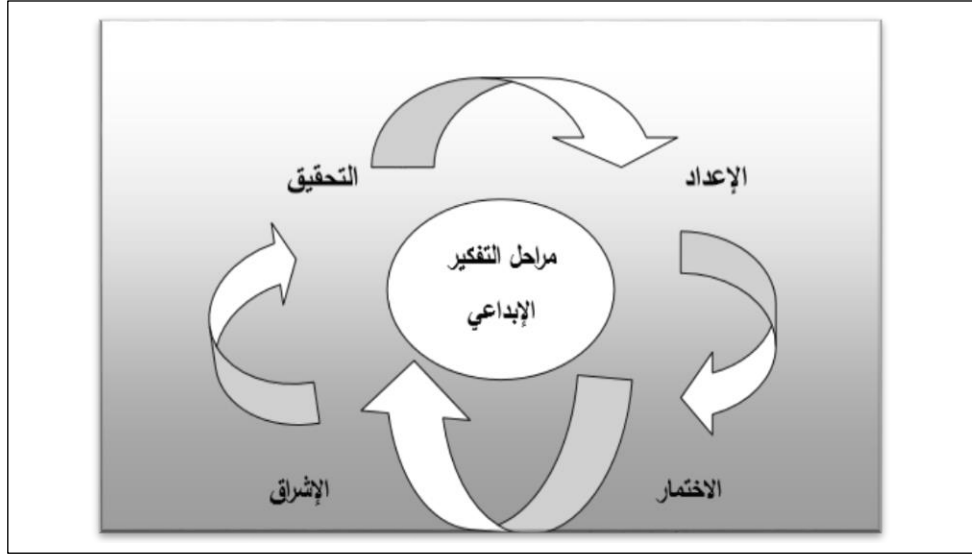 الإعداد
التحقيق
مراحل التفكير
الإبداعي
الاختمار
الإشراق